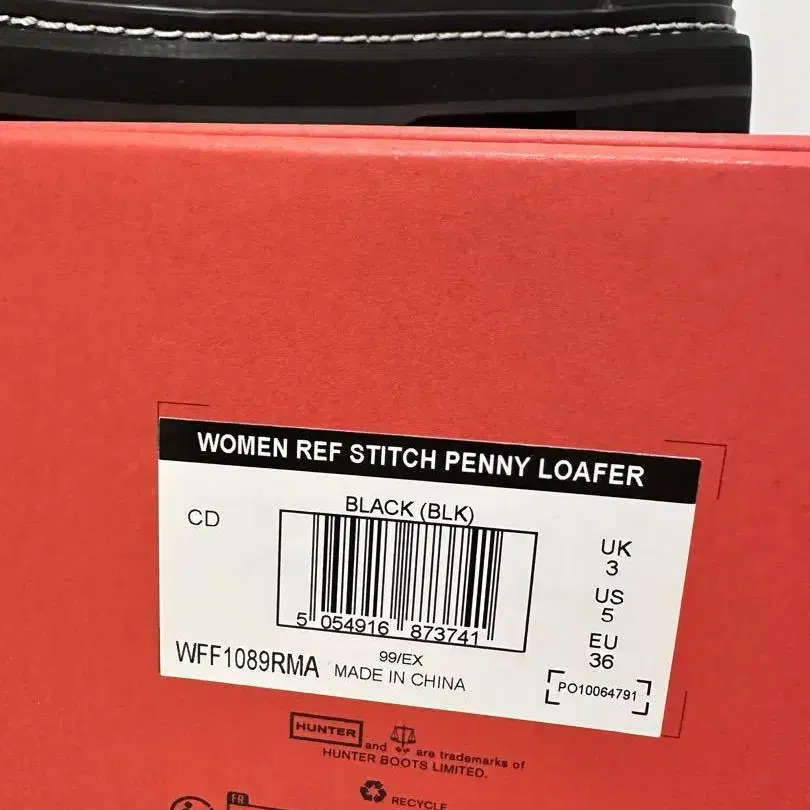 WOMEN REF STITCH PENNY LOAFER
BLACK (BLK)
CD
5 054916 873741
UK
3
US
5
EU
36
WFF1089RMA
99/EX
MADE IN CHINA
PO10064791
HUNTER and are trademarks of
HUNTER BOOTS LIMITED.
FR
RECYCLE